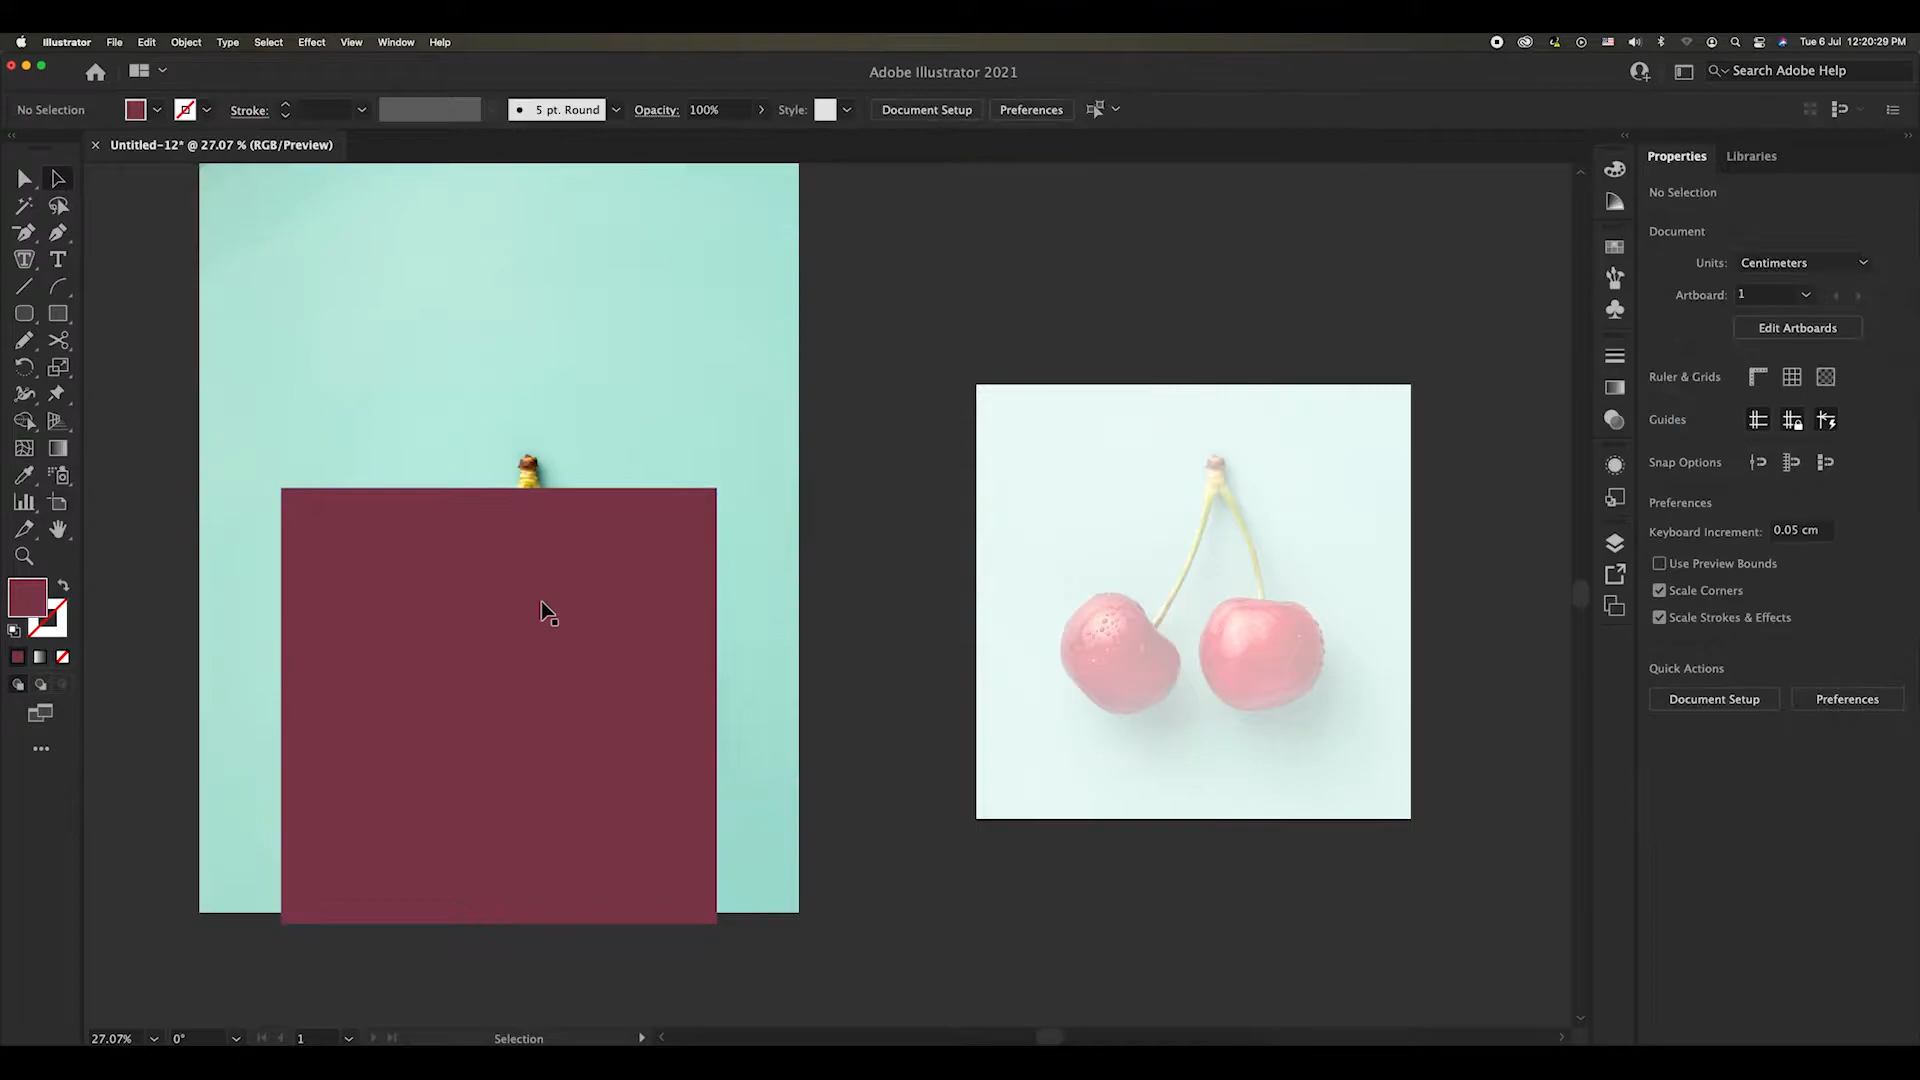 Illustrator File Edit Object Type Select Effect View Window Help
Tue 6 Jul 12:20:29 PM
Adobe Illustrator 2021
Search Adobe Help
No Selection
Stroke:
5 pt. Round
Opacity: 100%
Style:
Document Setup
Preferences
× Untitled-12* @ 27.07 % (RGB/Preview)
Properties
Libraries
No Selection
Document
Units: Centimeters
Artboard: 1
Edit Artboards
Ruler & Grids
Guides
Snap Options
Preferences
Keyboard Increment: 0.05 cm
Use Preview Bounds
Scale Corners
Scale Strokes & Effects
Quick Actions
Document Setup
Preferences
27.07%
0°
1
Selection